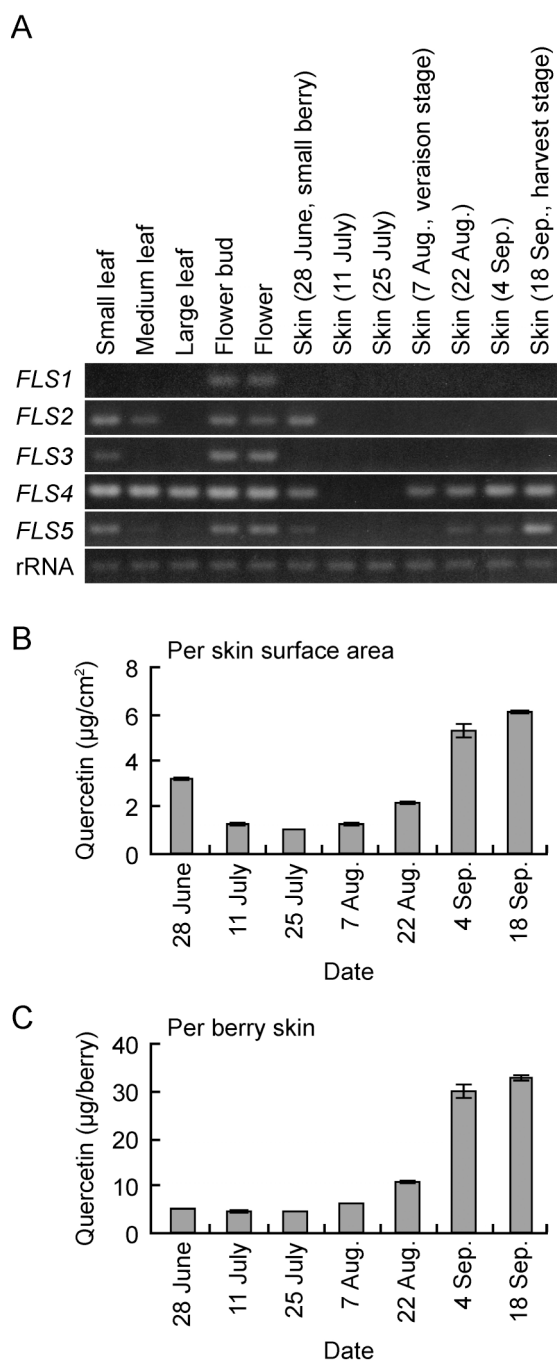 A
Small leaf
Medium leaf
Large leaf
Flower bud
Flower
Skin (28 June, small berry)
Skin (11 July)
Skin (25 July)
Skin (7 Aug., veraison stage)
Skin (22 Aug.)
Skin (4 Sep.)
Skin (18 Sep., harvest stage)
FLS1
FLS2
FLS3
FLS4
FLS5
rRNA
B
Per skin surface area
Quercetin (µg/cm²)
8
6
4
2
0
28 June
11 July
25 July
7 Aug.
22 Aug.
4 Sep.
18 Sep.
Date
C
Per berry skin
Quercetin (µg/berry)
40
30
20
10
0
28 June
11 July
25 July
7 Aug.
22 Aug.
4 Sep.
18 Sep.
Date